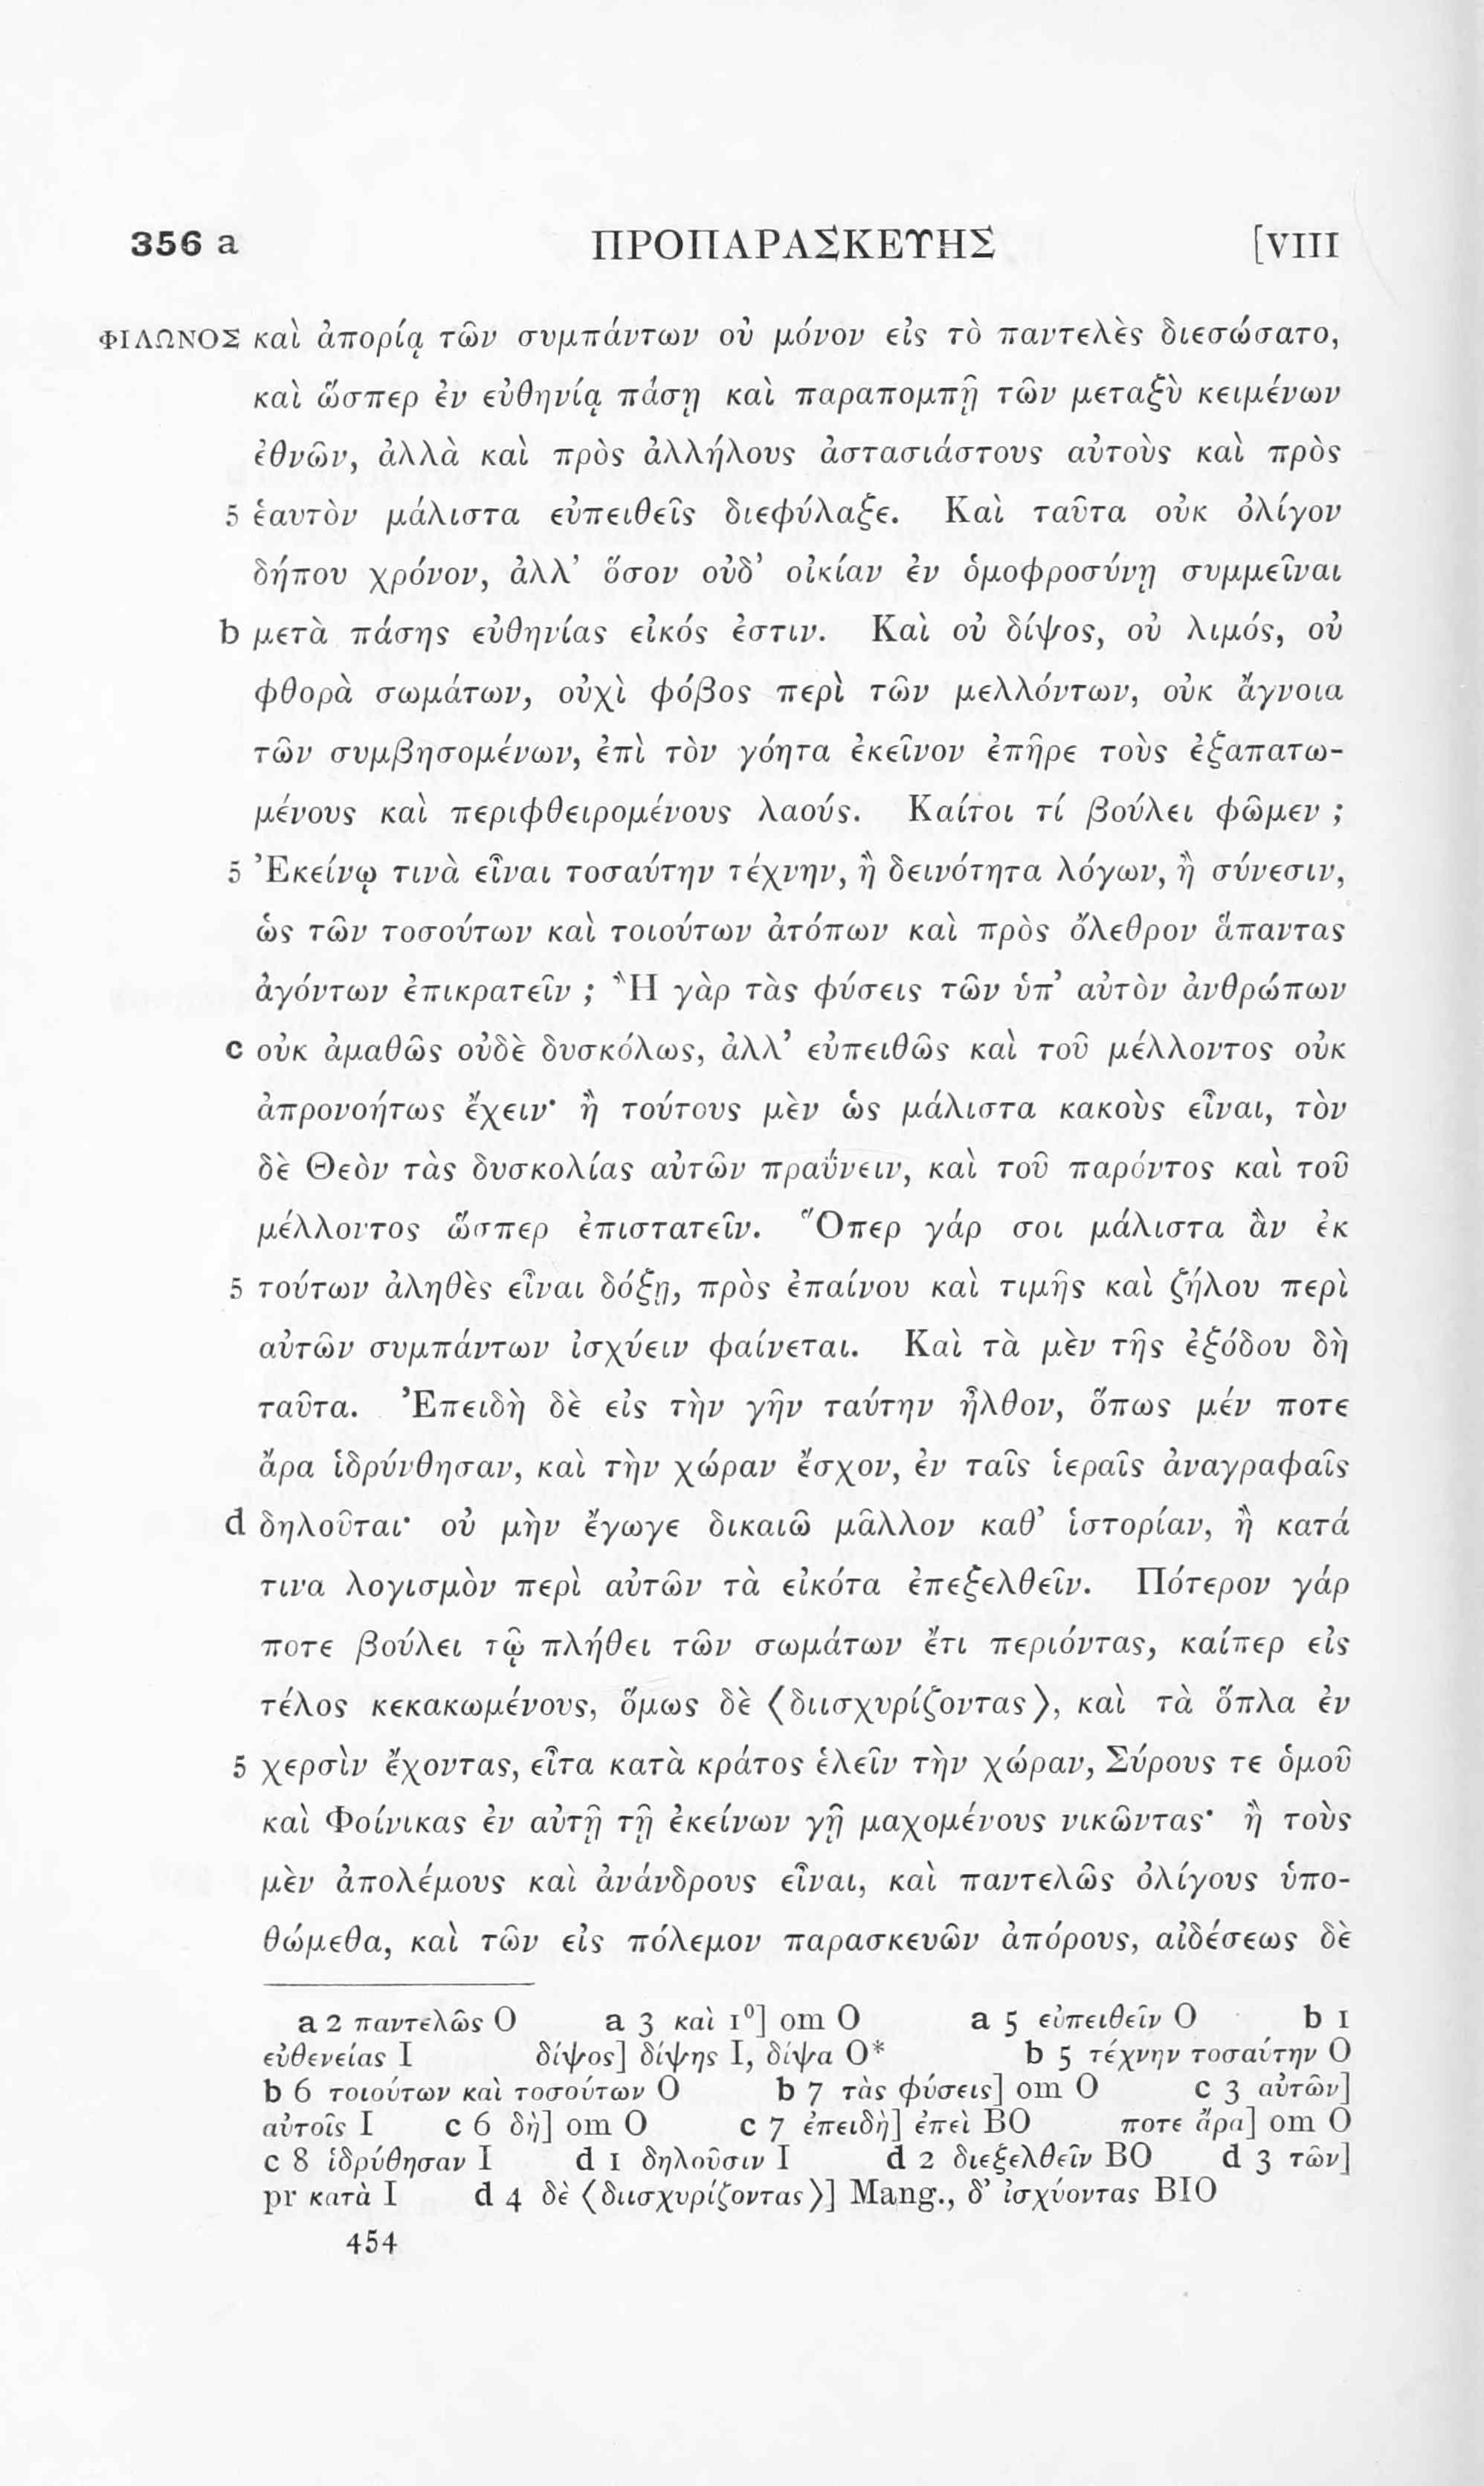 356 a ΠΡΟΠΑΡΑΣΚΕΥΗΣ [VIII
ΦΙΛΩΝΟΣ καὶ ἀπορίᾳ τῶν συμπάντων οὐ μόνον εἰς τὸ παντελὲς διεσώσατο,
καὶ ὥσπερ ἐν εὐθηνίᾳ πάσῃ καὶ παραπομπῇ τῶν μεταξὺ κειμένων
ἐθνῶν, ἀλλὰ καὶ πρὸς ἀλλήλους ἀστασιάστους αὐτοὺς καὶ πρὸς
5 ἑαυτὸν μάλιστα εὐπειθεῖς διεφύλαξε. Καὶ ταῦτα οὐκ ὀλίγον
δήπου χρόνον, ἀλλ’ ὅσον οὐδ’ οἰκίαν ἐν ὁμοφροσύνῃ συμμεῖναι
b μετὰ πάσης εὐθηνίας εἰκός ἐστιν. Καὶ οὐ δίψος, οὐ λιμός, οὐ
φθορὰ σωμάτων, οὐχὶ φόβος περὶ τῶν μελλόντων, οὐκ ἄγνοια
τῶν συμβησομένων, ἐπὶ τὸν γόητα ἐκεῖνον ἐπῆρε τοὺς ἐξαπατω-
μένους καὶ περιφθειρομένους λαούς. Καίτοι τί βούλει φῶμεν ;
5 Ἐκείνῳ τινὰ εἶναι τοσαύτην τέχνην, ἢ δεινότητα λόγων, ἢ σύνεσιν,
ὡς τῶν τοσούτων καὶ τοιούτων ἀτόπων καὶ πρὸς ὄλεθρον ἅπαντας
ἀγόντων ἐπικρατεῖν ; Ἢ γὰρ τὰς φύσεις τῶν ὑπ’ αὐτὸν ἀνθρώπων
c οὐκ ἀμαθῶς οὐδὲ δυσκόλως, ἀλλ’ εὐπειθῶς καὶ τοῦ μέλλοντος οὐκ
ἀπρονοήτως ἔχειν· ἢ τούτους μὲν ὡς μάλιστα κακοὺς εἶναι, τὸν
δὲ Θεὸν τὰς δυσκολίας αὐτῶν πραΰνειν, καὶ τοῦ παρόντος καὶ τοῦ
μέλλοντος ὥσπερ ἐπιστατεῖν. Ὅπερ γάρ σοι μάλιστα ἂν ἐκ
5 τούτων ἀληθὲς εἶναι δόξῃ, πρὸς ἐπαίνου καὶ τιμῆς καὶ ζήλου περὶ
αὐτῶν συμπάντων ἰσχύειν φαίνεται. Καὶ τὰ μὲν τῆς ἐξόδου δὴ
ταῦτα. Ἐπειδὴ δὲ εἰς τὴν γῆν ταύτην ἦλθον, ὅπως μέν ποτε
ἄρα ἱδρύνθησαν, καὶ τὴν χώραν ἔσχον, ἐν ταῖς ἱεραῖς ἀναγραφαῖς
d δηλοῦται· οὐ μὴν ἔγωγε δικαιῶ μᾶλλον καθ’ ἱστορίαν, ἢ κατά
τινα λογισμὸν περὶ αὐτῶν τὰ εἰκότα ἐπεξελθεῖν. Πότερον γάρ
ποτε βούλει τῷ πλήθει τῶν σωμάτων ἔτι περιόντας, καίπερ εἰς
τέλος κεκακωμένους, ὅμως δὲ ⟨διισχυρίζοντας⟩, καὶ τὰ ὅπλα ἐν
5 χερσὶν ἔχοντας, εἶτα κατὰ κράτος ἑλεῖν τὴν χώραν, Σύρους τε ὁμοῦ
καὶ Φοίνικας ἐν αὐτῇ τῇ ἐκείνων γῇ μαχομένους νικῶντας· ἢ τοὺς
μὲν ἀπολέμους καὶ ἀνάνδρους εἶναι, καὶ παντελῶς ὀλίγους ὑπο-
θώμεθα, καὶ τῶν εἰς πόλεμον παρασκευῶν ἀπόρους, αἰδέσεως δὲ
a 2 παντελῶς O a 3 καὶ 1⁰] om O a 5 εὐπειθεῖν O b 1
εὐθενείας I δίψος] δίψης I, δίψα O* b 5 τέχνην τοσαύτην O
b 6 τοιούτων καὶ τοσούτων O b 7 τὰς φύσεις] om O c 3 αὐτῶν]
αὐτοῖς I c 6 δὴ] om O c 7 ἐπειδὴ] ἐπεὶ BO ποτε ἄρα] om O
c 8 ἱδρύθησαν I d 1 δηλοῦσιν I d 2 διεξελθεῖν BO d 3 τῶν]
pr κατὰ I d 4 δὲ ⟨διισχυρίζοντας⟩] Mang., δ’ ἰσχύοντας BIO
454